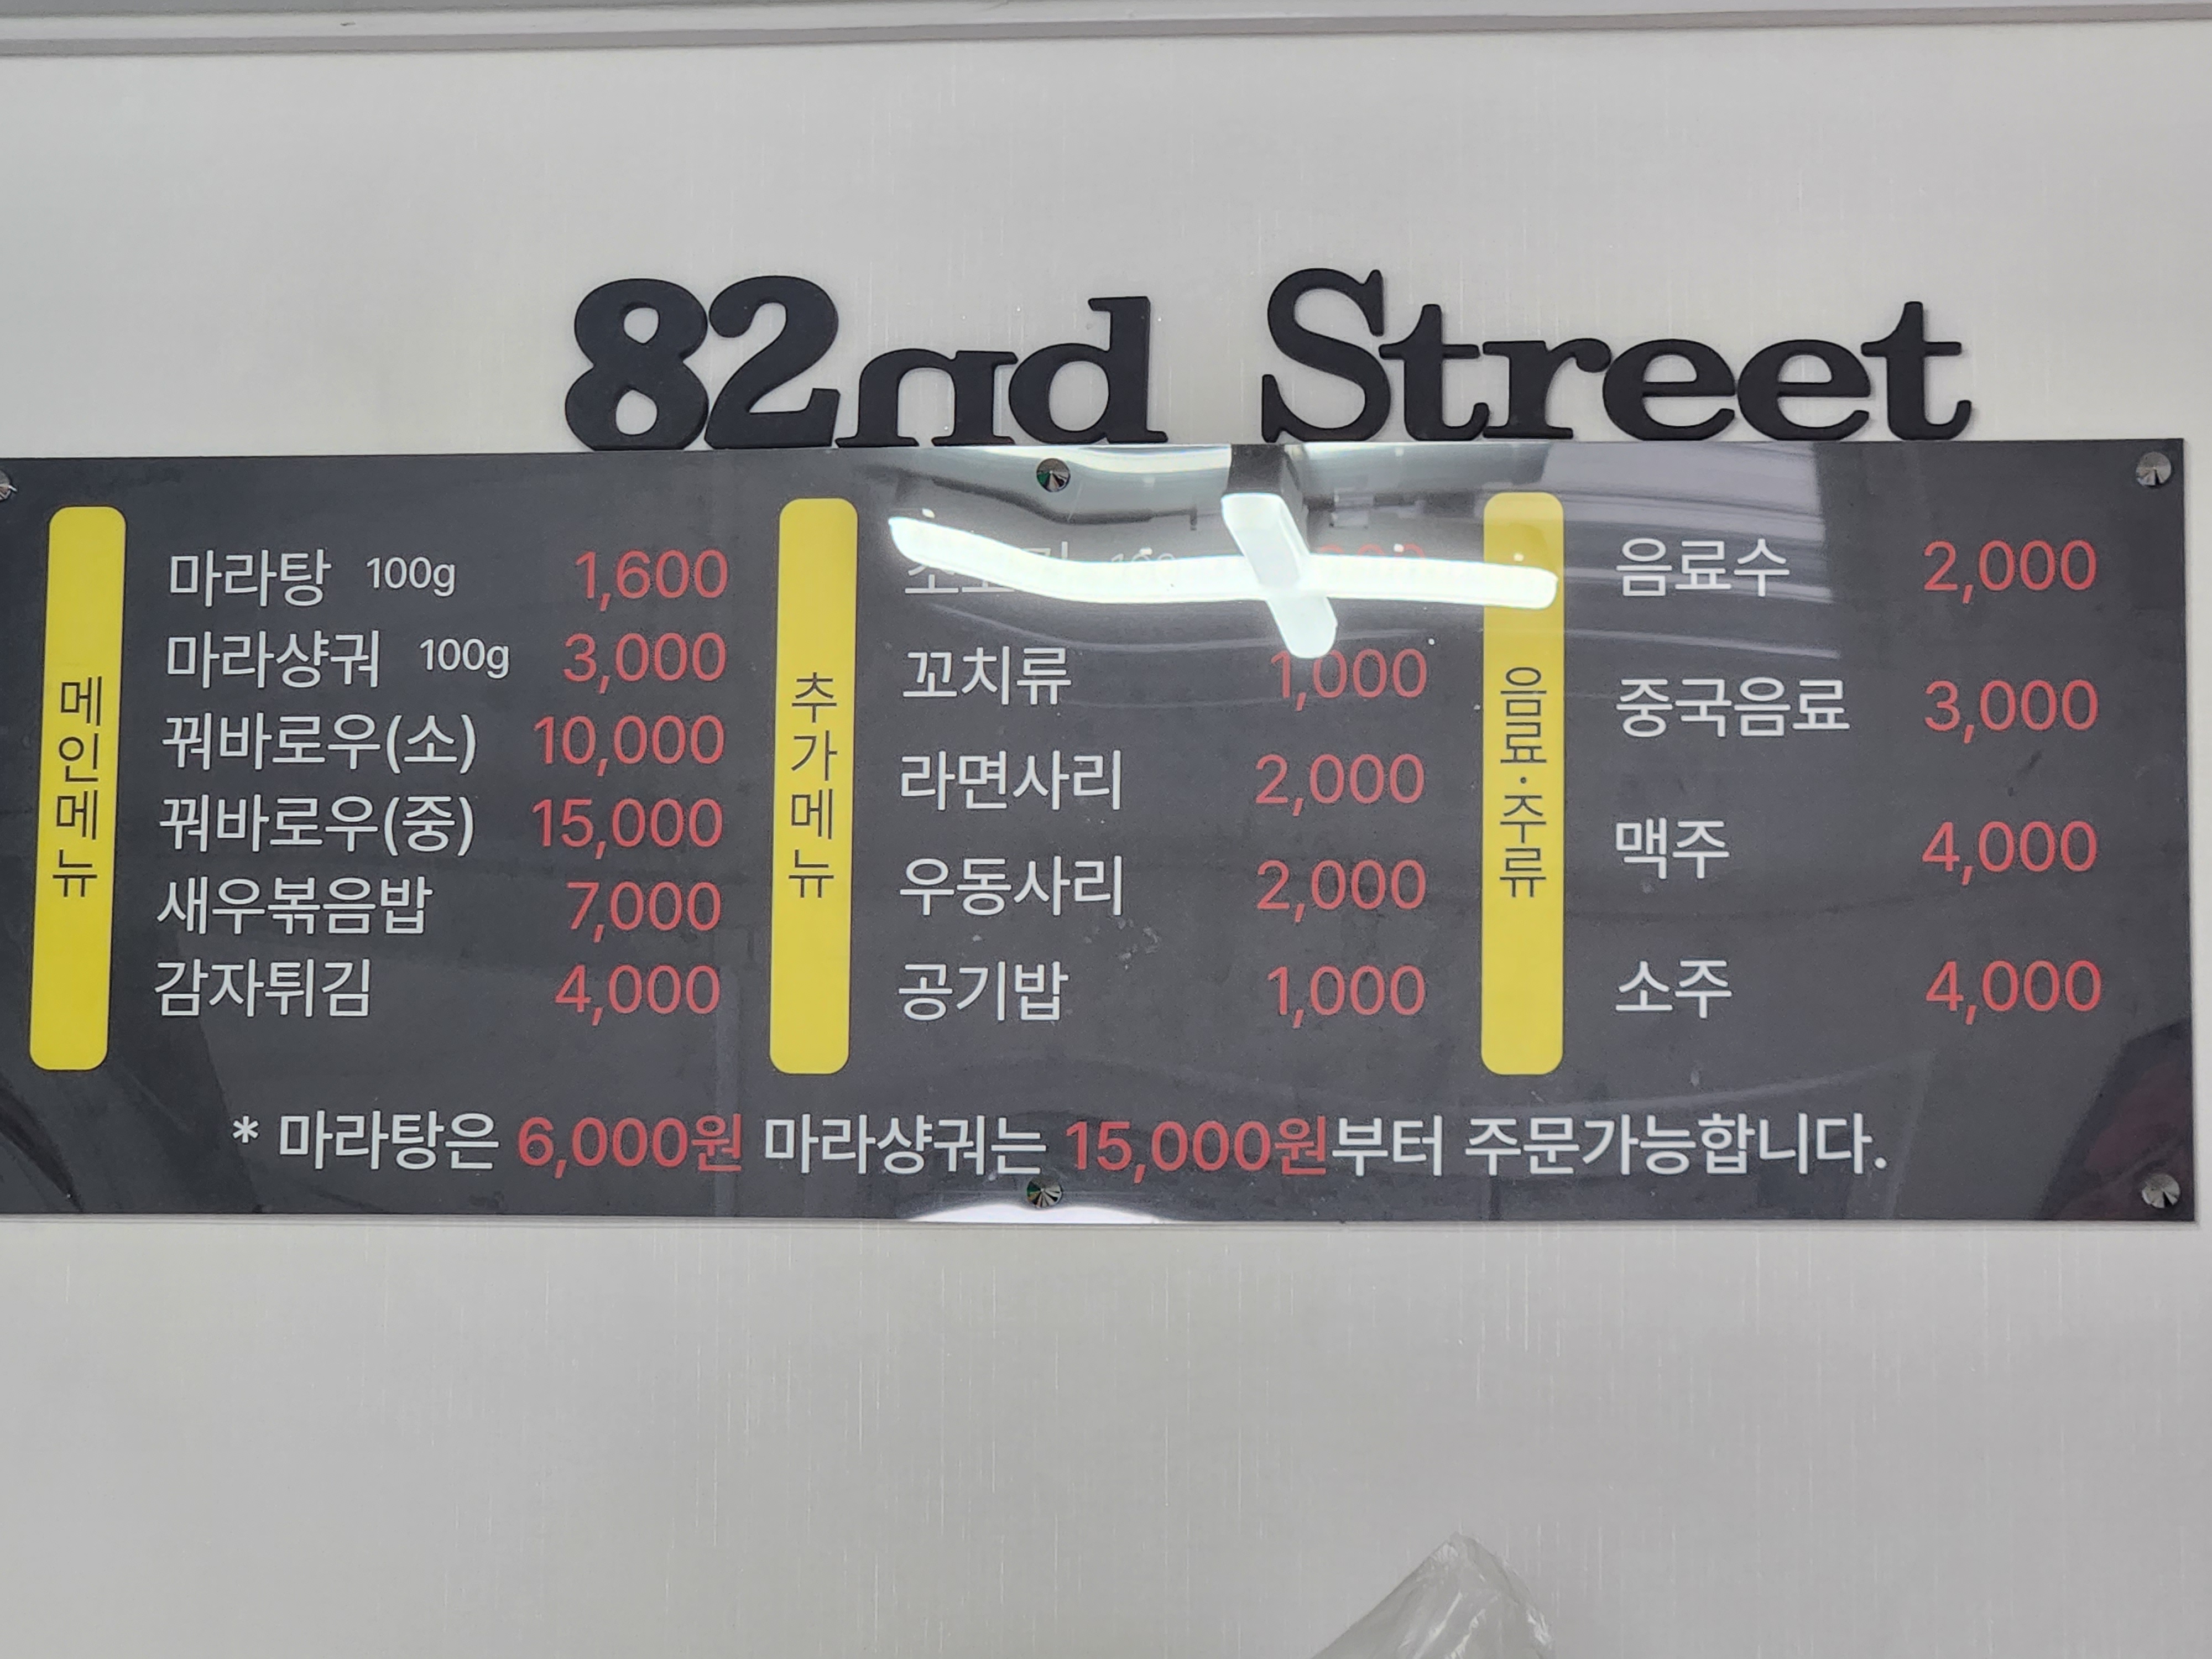 82nd Street
메인메뉴
마라탕 100g 1,600
마라샹궈 100g 3,000
꿔바로우(소) 10,000
꿔바로우(중) 15,000
새우볶음밥 7,000
감자튀김 4,000
추가메뉴
꼬치류 1,000
라면사리 2,000
우동사리 2,000
공기밥 1,000
음료·주류
음료수 2,000
중국음료 3,000
맥주 4,000
소주 4,000
* 마라탕은 6,000원 마라샹궈는 15,000원부터 주문가능합니다.